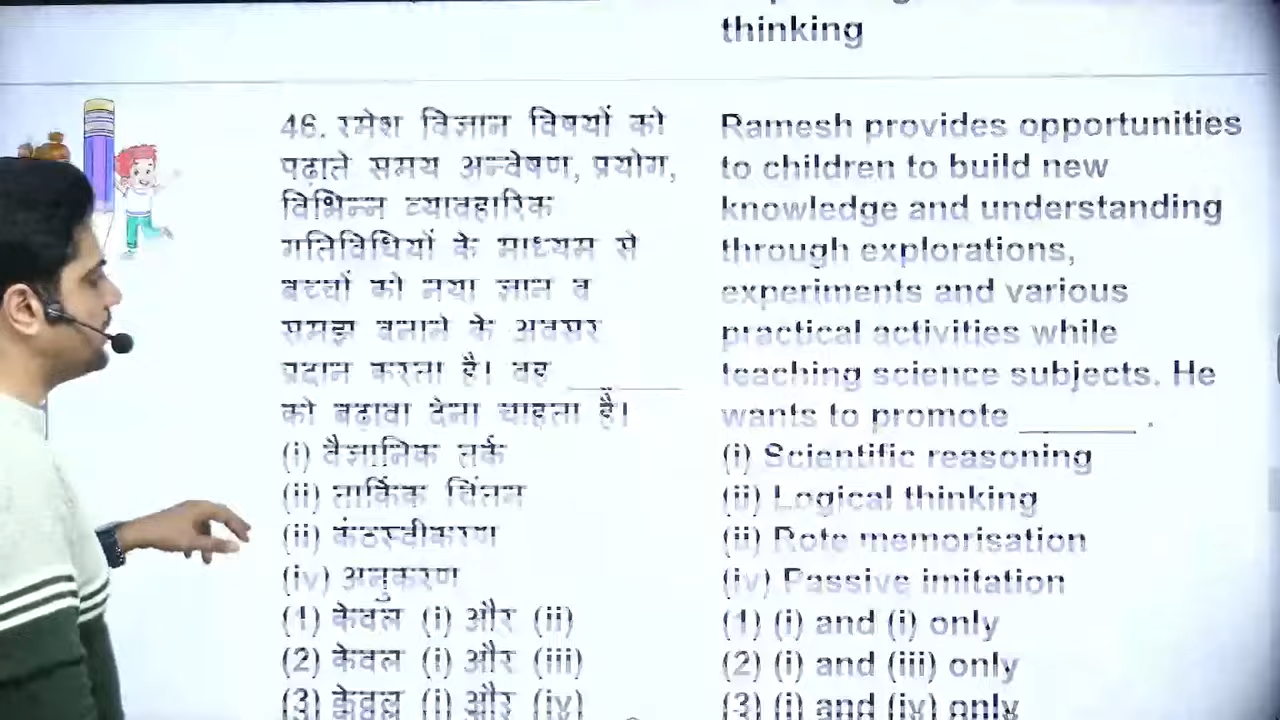 thinking
46. रमेश विज्ञान विषयों को
पढ़ाते समय अन्वेषण, प्रयोग,
विभिन्न व्यावहारिक
गतिविधियों के माध्यम से
बच्चों को नया ज्ञान व
समझ बनाने के अवसर
प्रदान करता है। वह ______
को बढ़ावा देना चाहता है।
(i) वैज्ञानिक तर्क
(ii) तार्किक चिंतन
(ii) कंठस्वीकरण
(iv) अनुकरण
(1) केवल (i) और (ii)
(2) केवल (i) और (iii)
(3) केवल (i) और (iv)
Ramesh provides opportunities
to children to build new
knowledge and understanding
through explorations,
experiments and various
practical activities while
teaching science subjects. He
wants to promote ______ .
(i) Scientific reasoning
(ii) Logical thinking
(ii) Rote memorisation
(iv) Passive imitation
(1) (i) and (i) only
(2) (i) and (iii) only
(3) (i) and (iv) only